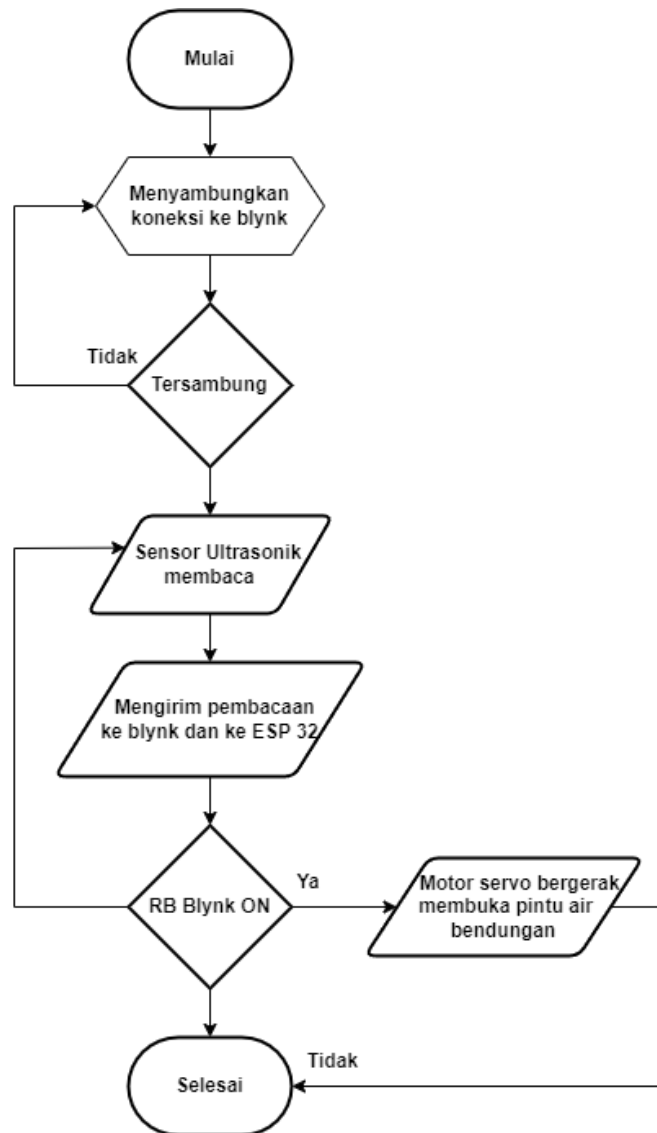 Mulai
Menyambungkan
koneksi ke blynk
Tidak
Tersambung
Sensor Ultrasonik
membaca
Mengirim pembacaan
ke blynk dan ke ESP 32
RB Blynk ON
Ya
Motor servo bergerak
membuka pintu air
bendungan
Tidak
Selesai